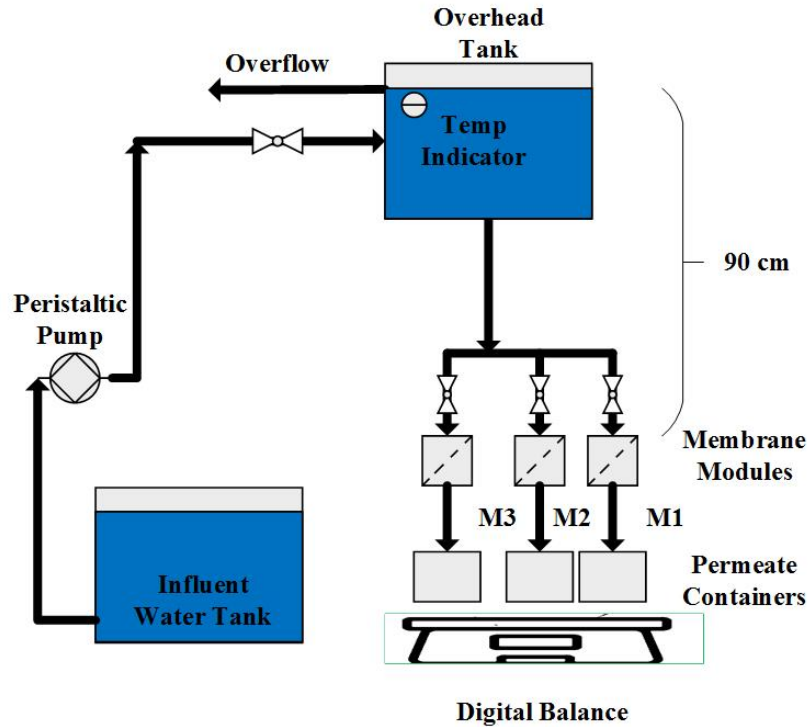 Overhead
Tank
Overflow
Temp
Indicator
90 cm
Peristaltic
Pump
Membrane
Modules
M3 M2 M1
Influent
Water Tank
Permeate
Containers
Digital Balance